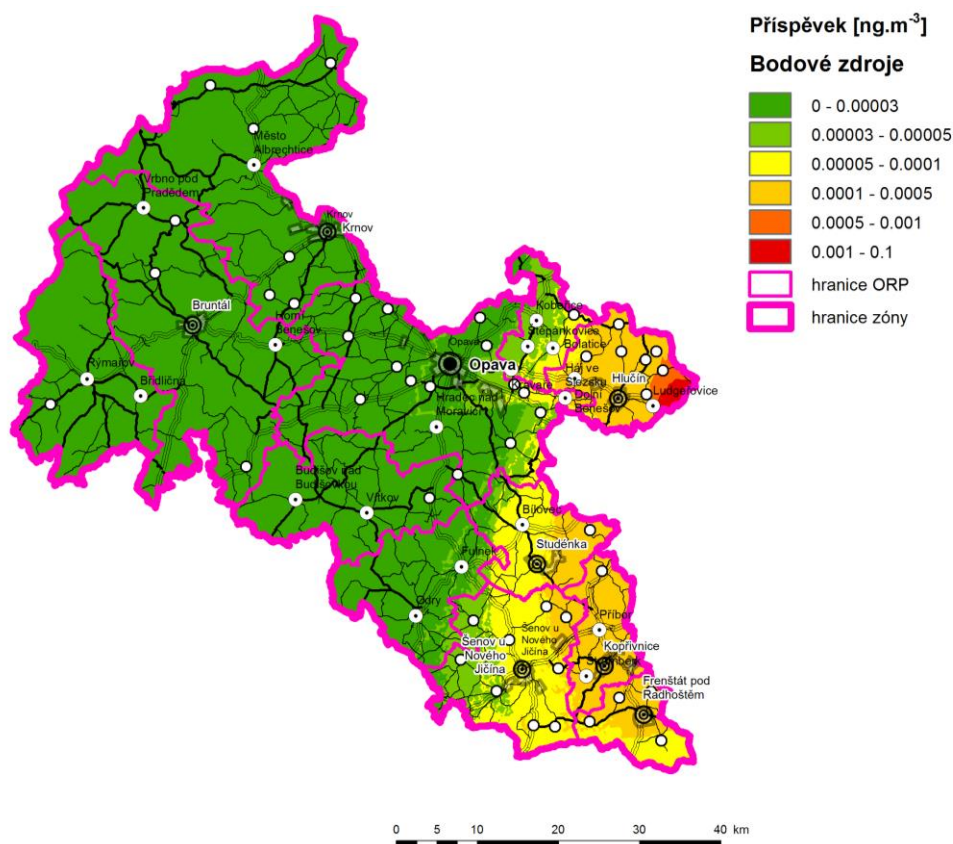 Příspěvek [ng.m⁻³]
Bodové zdroje
0 - 0.00003
0.00003 - 0.00005
0.00005 - 0.0001
0.0001 - 0.0005
0.0005 - 0.001
0.001 - 0.1
hranice ORP
hranice zóny
Město
Albrechtice
Vrbno pod
Pradědem
Krnov
Krnov
Bruntál
Horní
Benešov
Rýmařov
Břidličná
Opava
Opava
Kobeřice
Štěpánkovice
Bolatice
Kravaře
Háj ve
Slezsku
Dolní
Benešov
Hlučín
Ludgeřovice
Hradec nad
Moravicí
Budišov nad
Budišovkou
Vítkov
Bílovec
Studénka
Fulnek
Odry
Příbor
Šenov u
Nového
Jičína
Šenov u
Nového
Jičína
Kopřivnice
Frenštát pod
Radhoštěm
0 5 10 20 30 40 km